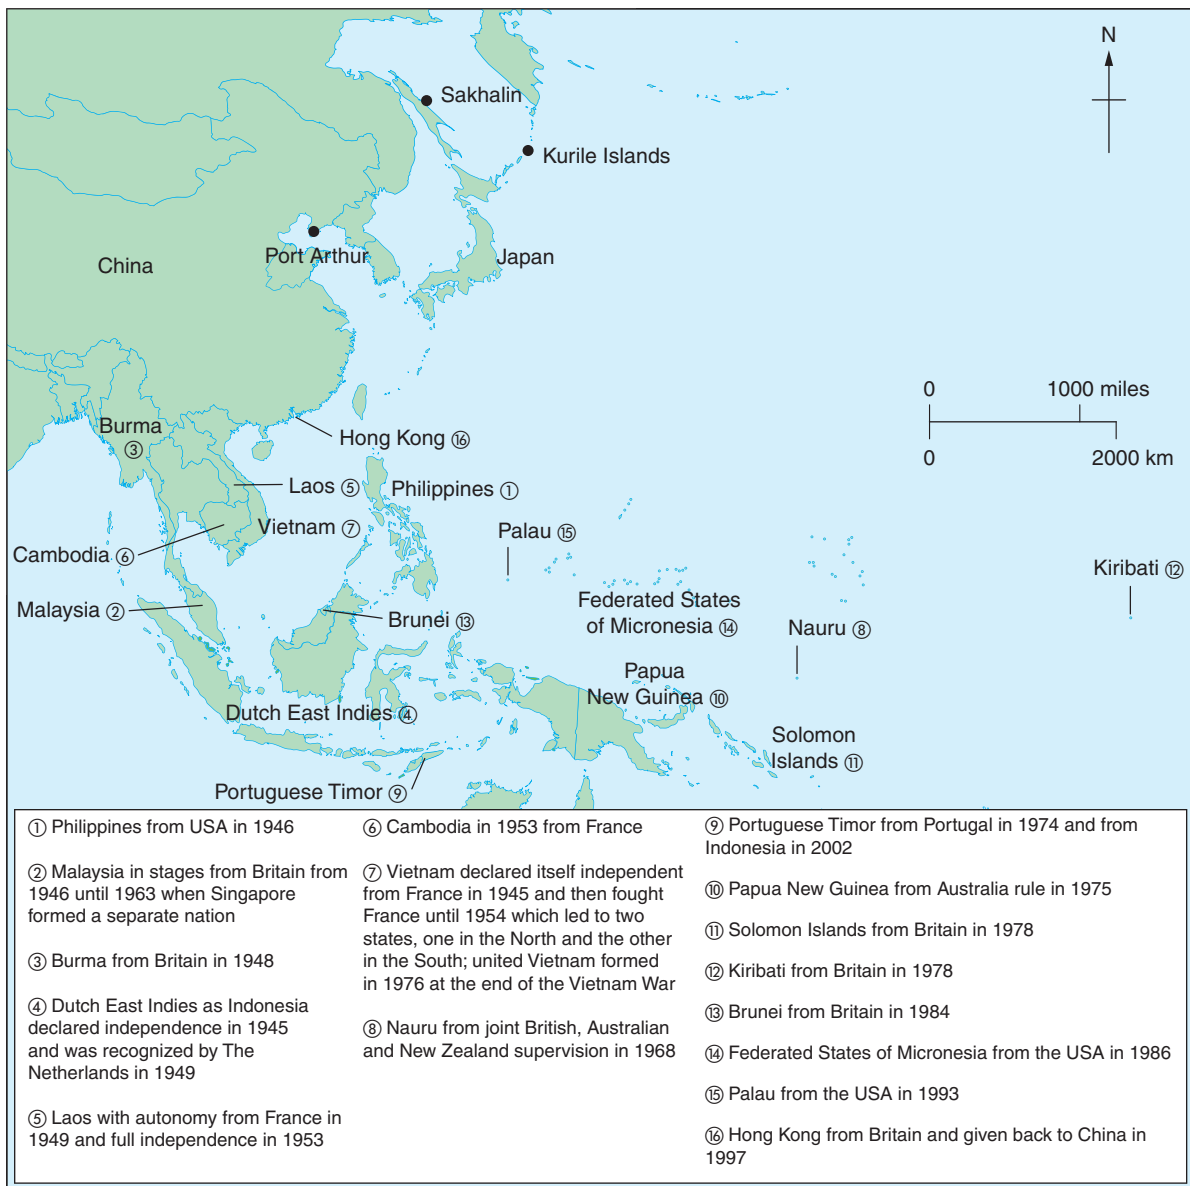 N
Sakhalin
Kurile Islands
Port Arthur
China
Japan
0 1000 miles
0 2000 km
Burma
③
Hong Kong ⑯
Laos ⑤
Philippines ①
Vietnam ⑦
Palau ⑮
Cambodia ⑥
Kiribati ⑫
Malaysia ②
Federated States
of Micronesia ⑭
Brunei ⑬
Nauru ⑧
Papua
New Guinea ⑩
Dutch East Indies ④
Solomon
Islands ⑪
Portuguese Timor ⑨
① Philippines from USA in 1946
② Malaysia in stages from Britain from
1946 until 1963 when Singapore
formed a separate nation
③ Burma from Britain in 1948
④ Dutch East Indies as Indonesia
declared independence in 1945
and was recognized by The
Netherlands in 1949
⑤ Laos with autonomy from France in
1949 and full independence in 1953
⑥ Cambodia in 1953 from France
⑦ Vietnam declared itself independent
from France in 1945 and then fought
France until 1954 which led to two
states, one in the North and the other
in the South; united Vietnam formed
in 1976 at the end of the Vietnam War
⑧ Nauru from joint British, Australian
and New Zealand supervision in 1968
⑨ Portuguese Timor from Portugal in 1974 and from
Indonesia in 2002
⑩ Papua New Guinea from Australia rule in 1975
⑪ Solomon Islands from Britain in 1978
⑫ Kiribati from Britain in 1978
⑬ Brunei from Britain in 1984
⑭ Federated States of Micronesia from the USA in 1986
⑮ Palau from the USA in 1993
⑯ Hong Kong from Britain and given back to China in
1997